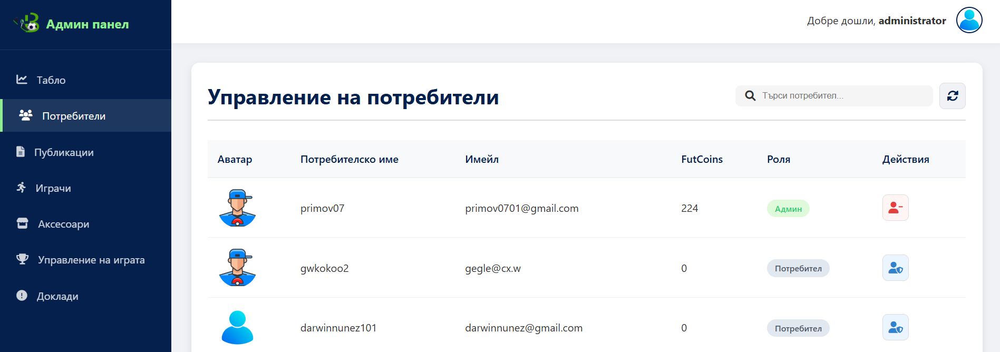 Админ панел
Добре дошли, administrator
Табло
Потребители
Публикации
Играчи
Аксесоари
Управление на играта
Доклади
Управление на потребители
Търси потребител...
Аватар Потребителско име Имейл FutCoins Роля Действия
primov07 primov0701@gmail.com 224 Админ
gwkokoo2 gegle@cx.w 0 Потребител
darwinnunez101 darwinnunez@gmail.com 0 Потребител